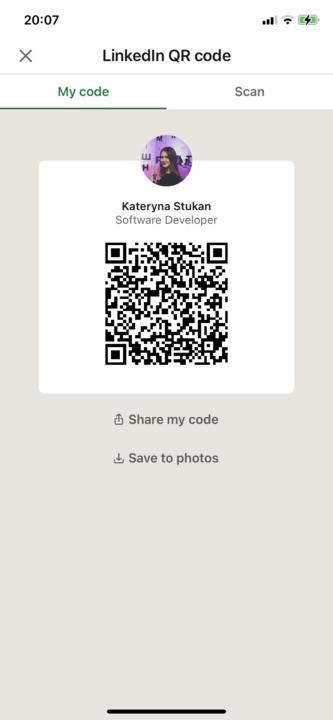 20:07
LinkedIn QR code
My code
Scan
Kateryna Stukan
Software Developer
Share my code
Save to photos